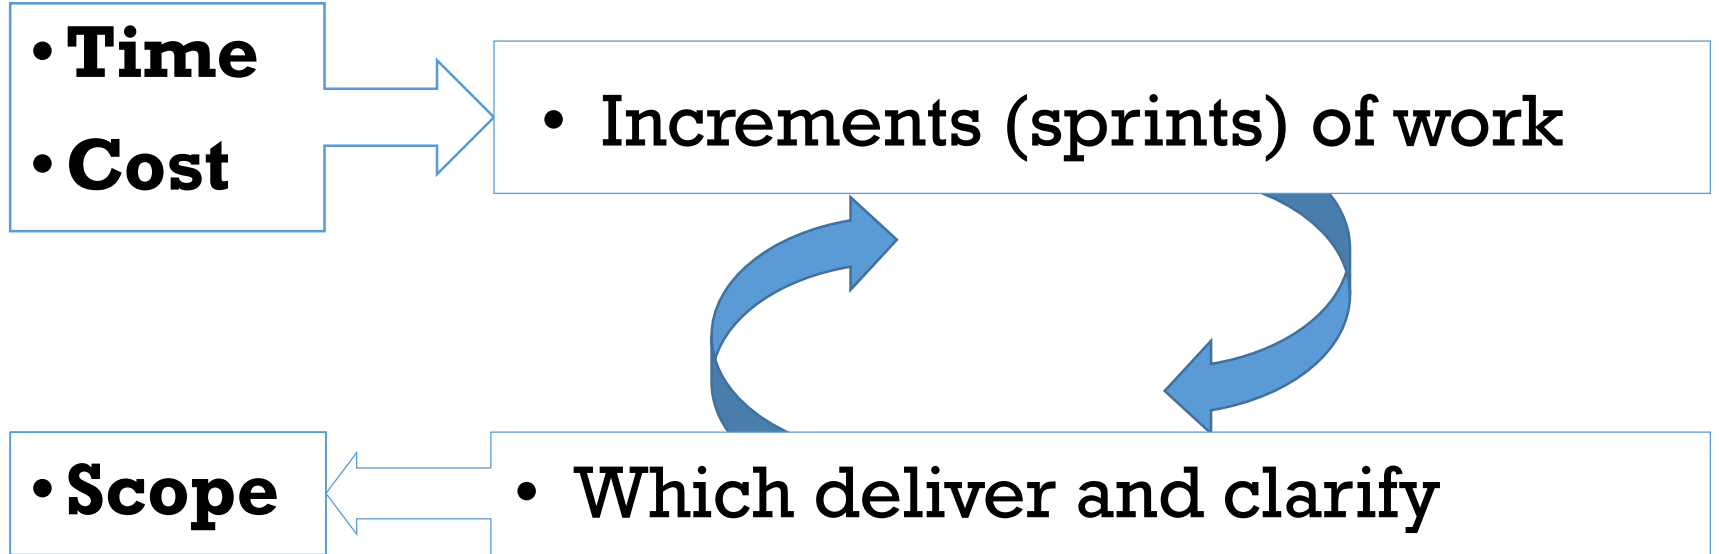 • Time
• Cost
• Increments (sprints) of work
• Scope
• Which deliver and clarify